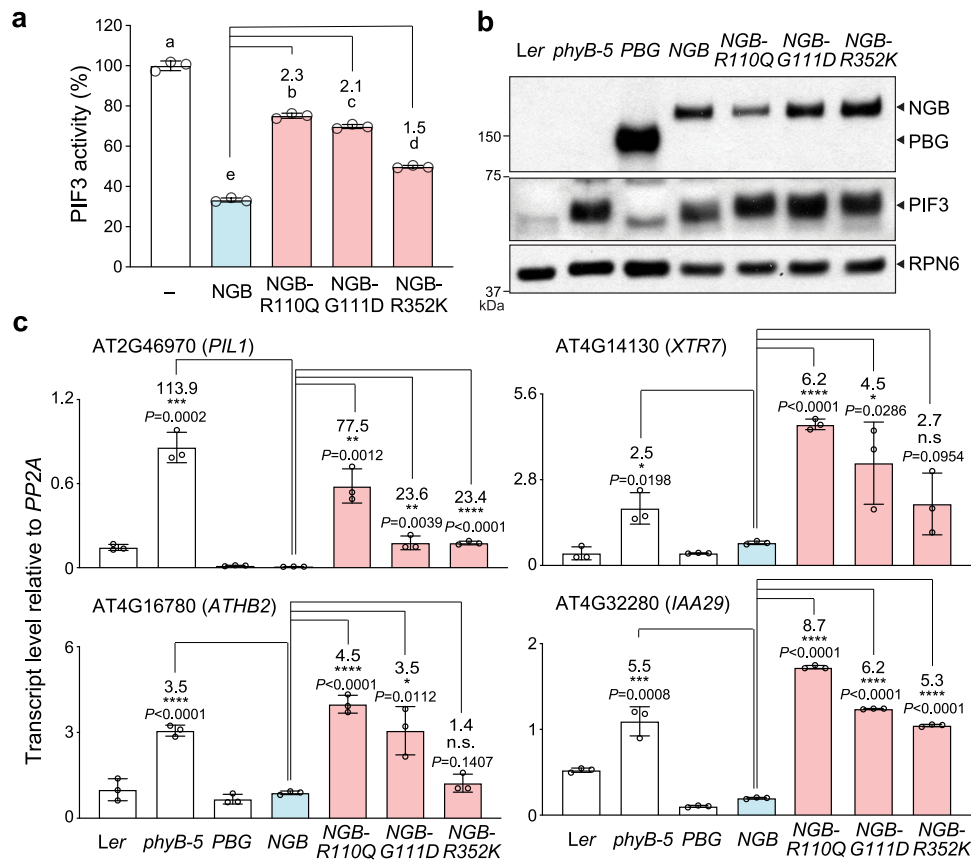 a
PIF3 activity (%)
120
100
80
60
40
20
0
a
e
2.3
b
2.1
c
1.5
d
–
NGB
NGB-
R110Q
NGB-
G111D
NGB-
R352K
b
Ler
phyB-5
PBG
NGB
NGB-
R110Q
NGB-
G111D
NGB-
R352K
150
75
37
kDa
NGB
PBG
PIF3
RPN6
c
Transcript level relative to PP2A
AT2G46970 (PIL1)
1.2
0.6
0
113.9
***
P=0.0002
77.5
**
P=0.0012
23.6
**
P=0.0039
23.4
****
P<0.0001
AT4G14130 (XTR7)
5.6
2.8
0
2.5
*
P=0.0198
6.2
****
P<0.0001
4.5
*
P=0.0286
2.7
n.s
P=0.0954
AT4G16780 (ATHB2)
6
3
0
3.5
****
P<0.0001
4.5
****
P<0.0001
3.5
*
P=0.0112
1.4
n.s.
P=0.1407
Ler
phyB-5
PBG
NGB
NGB-
R110Q
NGB-
G111D
NGB-
R352K
AT4G32280 (IAA29)
2
1
0
5.5
***
P=0.0008
8.7
****
P<0.0001
6.2
****
P<0.0001
5.3
****
P<0.0001
Ler
phyB-5
PBG
NGB
NGB-
R110Q
NGB-
G111D
NGB-
R352K